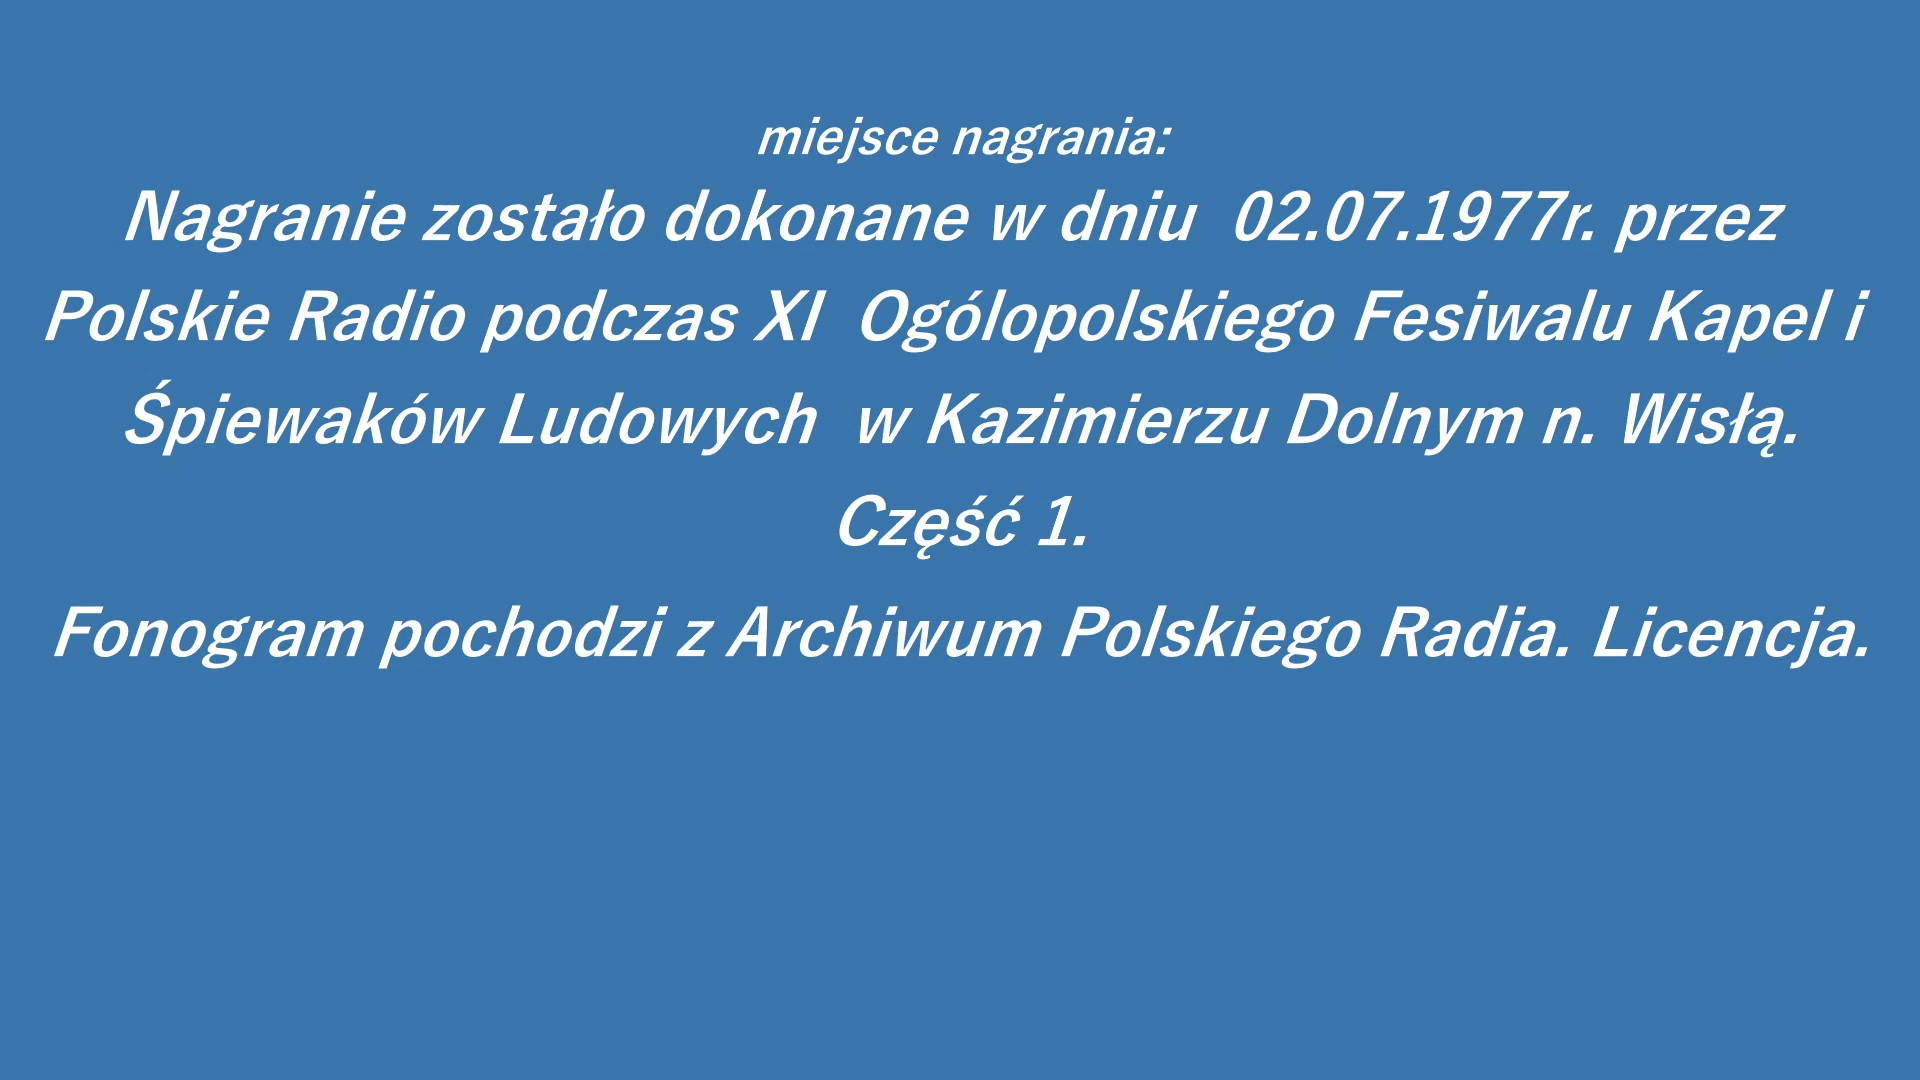 miejsce nagrania:
Nagranie zostało dokonane w dniu  02.07.1977r. przez
Polskie Radio podczas XI  Ogólopolskiego Fesiwalu Kapel i
Śpiewaków Ludowych  w Kazimierzu Dolnym n. Wisłą.
Część 1.
Fonogram pochodzi z Archiwum Polskiego Radia. Licencja.